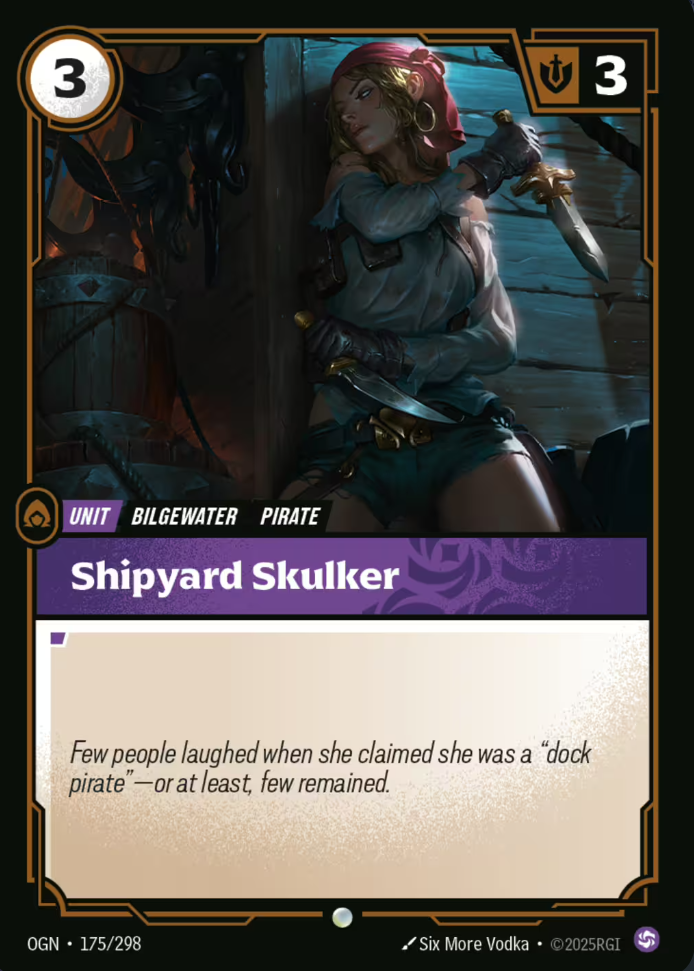 3
3
UNIT BILGEWATER PIRATE
Shipyard Skulker
Few people laughed when she claimed she was a “dock
pirate”—or at least, few remained.
OGN • 175/298
Six More Vodka • ©2025RGI